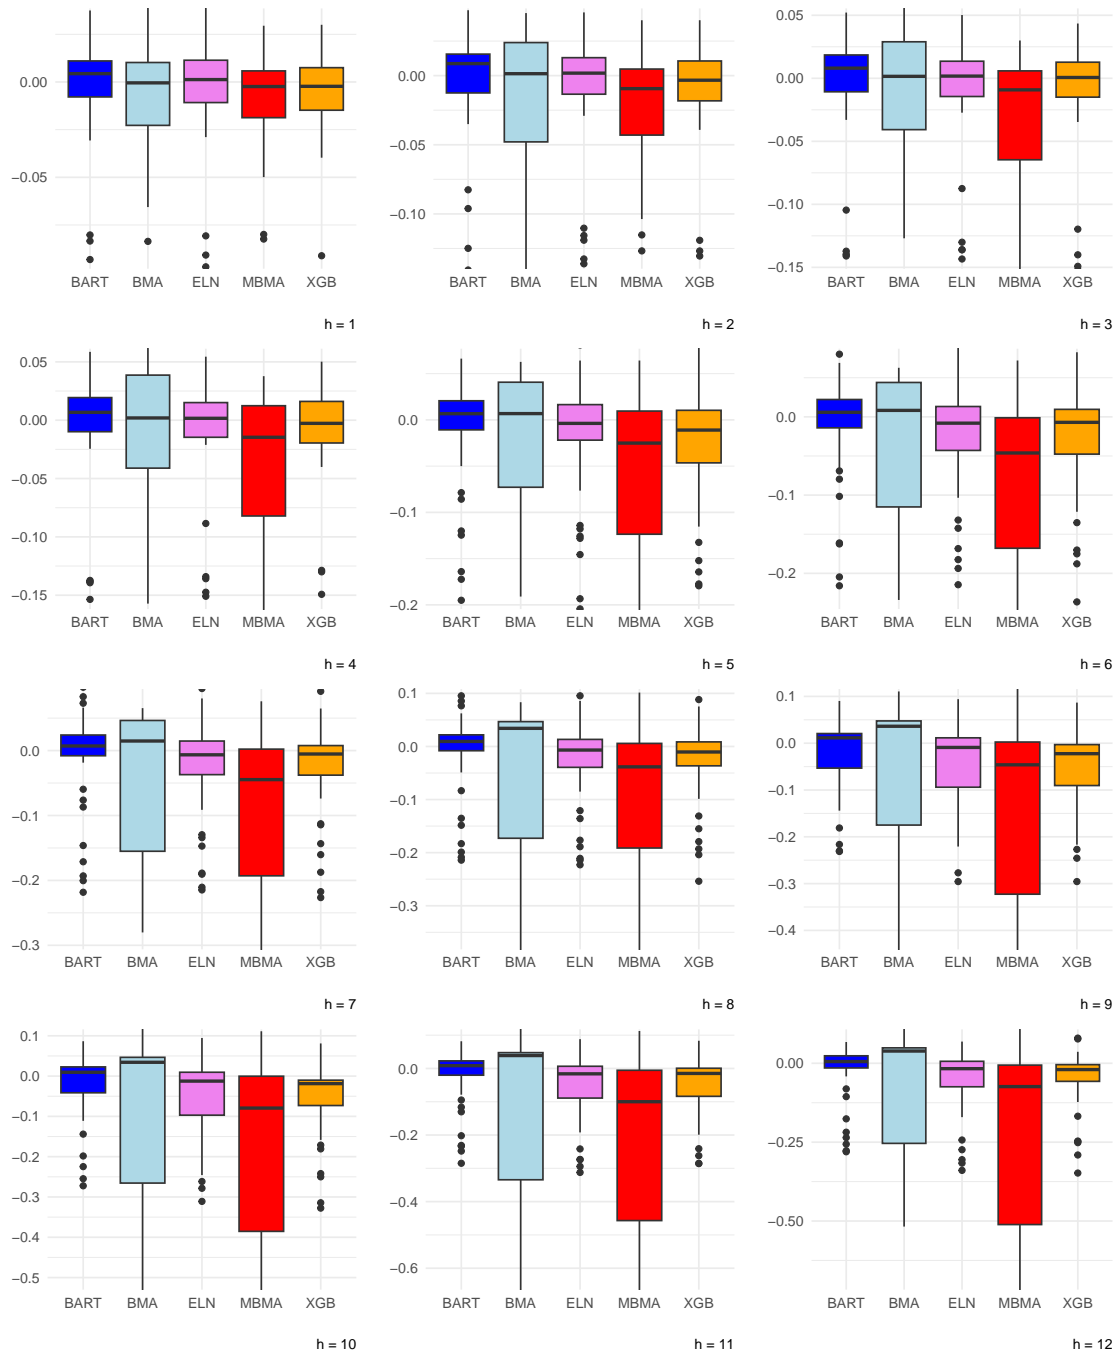 0.00
−0.05
BART BMA ELN MBMA XGB
h = 1
0.00
−0.05
−0.10
BART BMA ELN MBMA XGB
h = 2
0.05
0.00
−0.05
−0.10
−0.15
BART BMA ELN MBMA XGB
h = 3
0.05
0.00
−0.05
−0.10
−0.15
BART BMA ELN MBMA XGB
h = 4
0.0
−0.1
−0.2
BART BMA ELN MBMA XGB
h = 5
0.0
−0.1
−0.2
BART BMA ELN MBMA XGB
h = 6
0.0
−0.1
−0.2
−0.3
BART BMA ELN MBMA XGB
h = 7
0.1
0.0
−0.1
−0.2
−0.3
BART BMA ELN MBMA XGB
h = 8
0.1
0.0
−0.1
−0.2
−0.3
−0.4
BART BMA ELN MBMA XGB
h = 9
0.1
0.0
−0.1
−0.2
−0.3
−0.4
−0.5
BART BMA ELN MBMA XGB
h = 10
0.0
−0.2
−0.4
−0.6
BART BMA ELN MBMA XGB
h = 11
0.00
−0.25
−0.50
BART BMA ELN MBMA XGB
h = 12